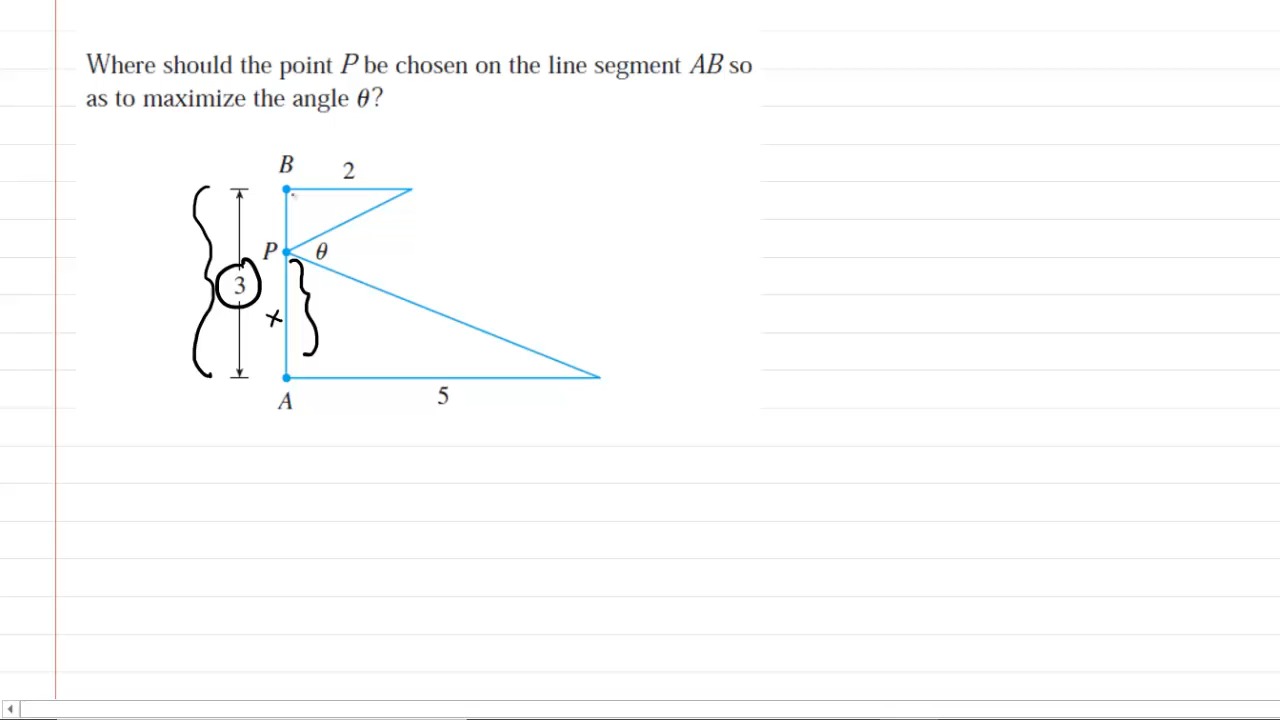 Where should the point P be chosen on the line segment AB so
as to maximize the angle θ?
B
2
P
θ
3
x
A
5